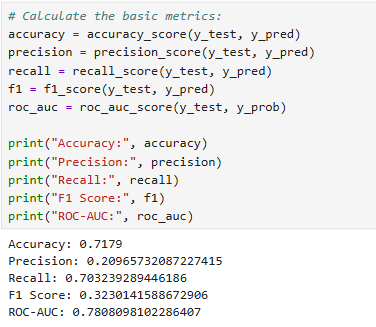 # Calculate the basic metrics:
accuracy = accuracy_score(y_test, y_pred)
precision = precision_score(y_test, y_pred)
recall = recall_score(y_test, y_pred)
f1 = f1_score(y_test, y_pred)
roc_auc = roc_auc_score(y_test, y_prob)
print("Accuracy:", accuracy)
print("Precision:", precision)
print("Recall:", recall)
print("F1 Score:", f1)
print("ROC-AUC:", roc_auc)
Accuracy: 0.7179
Precision: 0.20965732087227415
Recall: 0.703239289446186
F1 Score: 0.3230141588672906
ROC-AUC: 0.7808098102286407